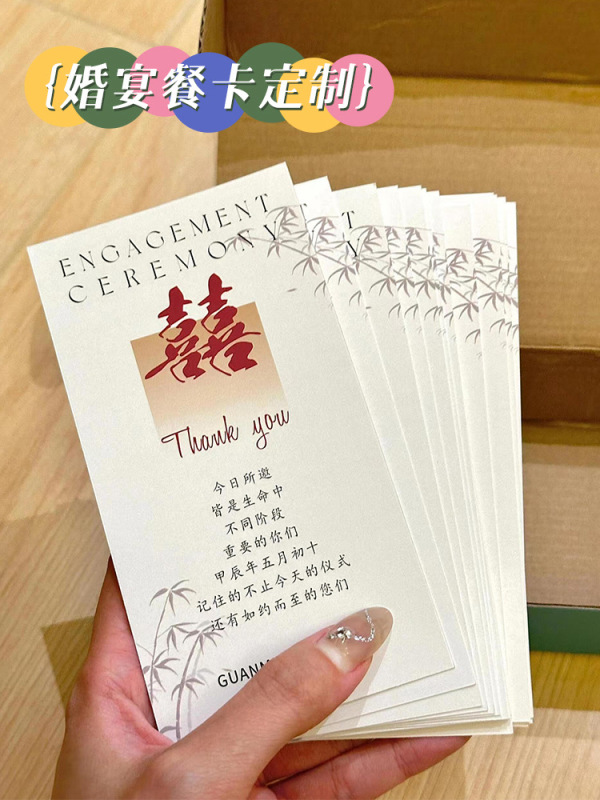 {婚宴餐卡定制}
ENGAGEMENT
CEREMONY
囍
Thank you
今日所邀
皆是生命中
不同阶段
重要的你们
甲辰年五月初十
记住的不止今天的仪式
还有如约而至的您们